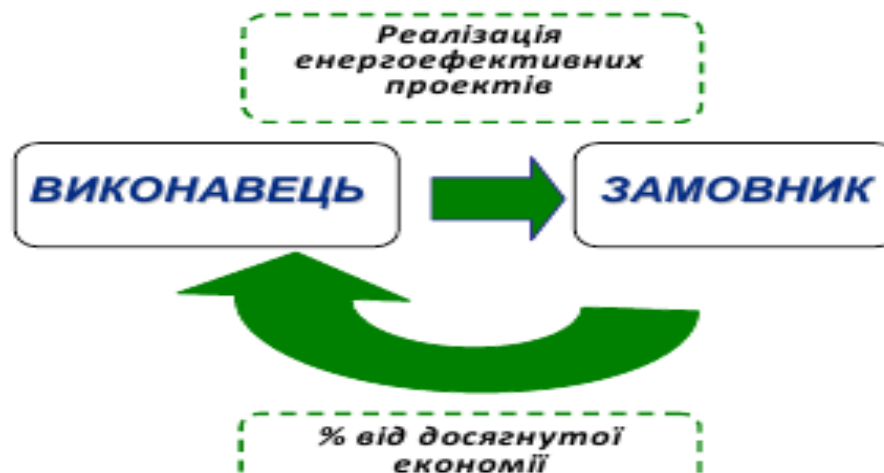 Реалізація
енергоефективних
проектів
ВИКОНАВЕЦЬ
ЗАМОВНИК
% від досягнутої
економії